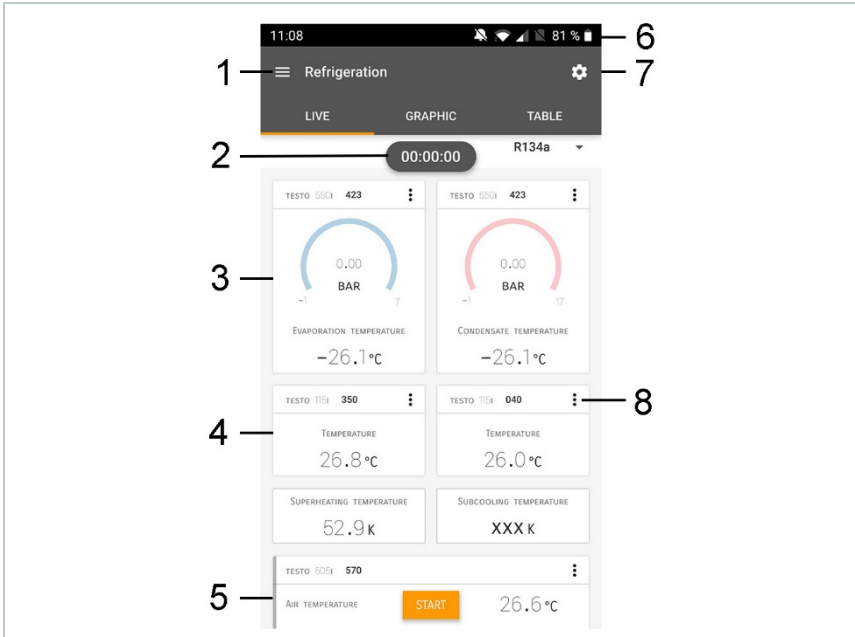 11:08 81 % 6
1 Refrigeration 7
LIVE GRAPHIC TABLE
2 00:00:00 R134a
TESTO 550I 423 TESTO 550I 423
3 0.00 0.00
BAR BAR
-1 7 -1 17
EVAPORATION TEMPERATURE CONDENSATE TEMPERATURE
-26.1 °C -26.1 °C
TESTO 115I 350 TESTO 115I 040 8
4 TEMPERATURE TEMPERATURE
26.8 °C 26.0 °C
SUPERHEATING TEMPERATURE SUBCOOLING TEMPERATURE
52.9 K XXX K
TESTO 605I 570
5 AIR TEMPERATURE START 26.6 °C